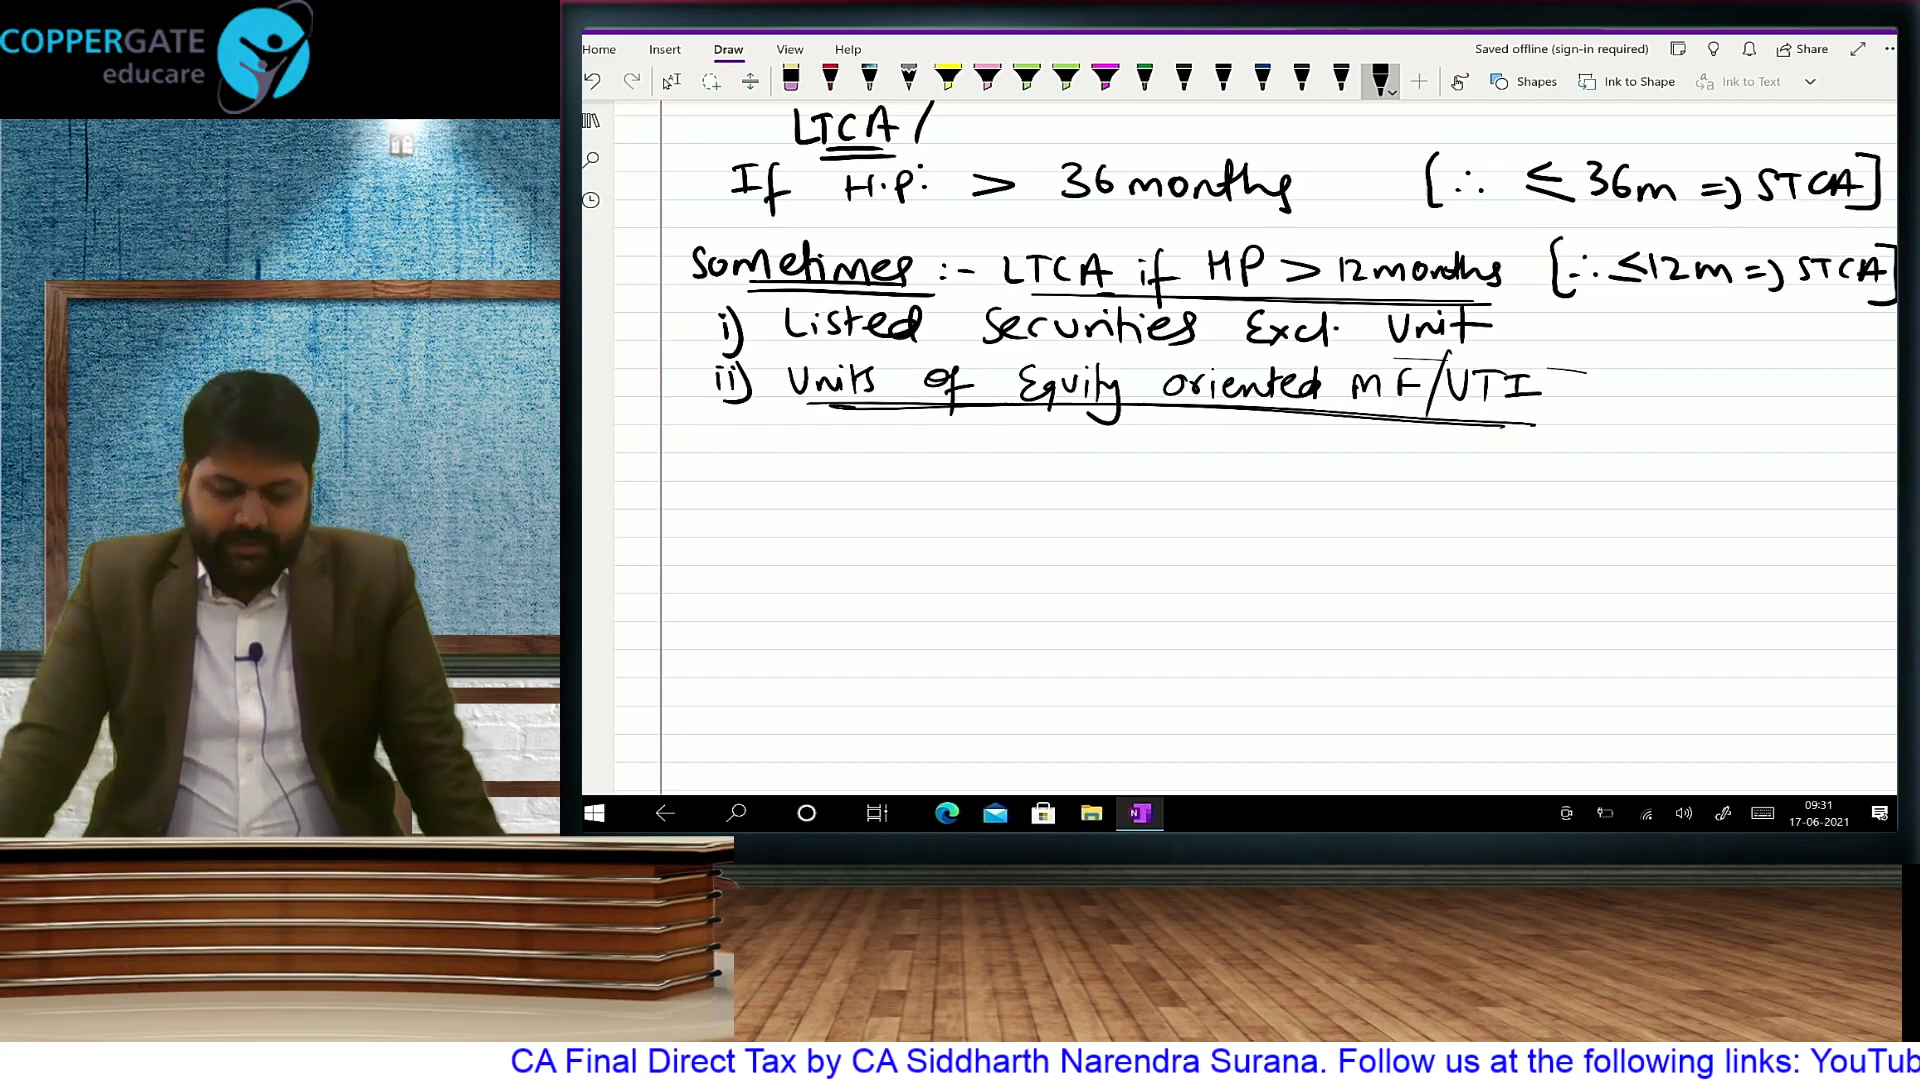 COPPERGATE
educare
Home Insert Draw View Help
Saved offline (sign-in required) Share
Shapes Ink to Shape Ink to Text
LTCA /
If H.P. > 36 months [∴ ≤ 36m => STCA]
Sometimes :- LTCA if HP > 12 months [∴ ≤12m => STCA]
i) Listed Securities Excl. Unit
ii) Units of Equity oriented MF/UTI
09:31
17-06-2021
CA Final Direct Tax by CA Siddharth Narendra Surana. Follow us at the following links: YouTub